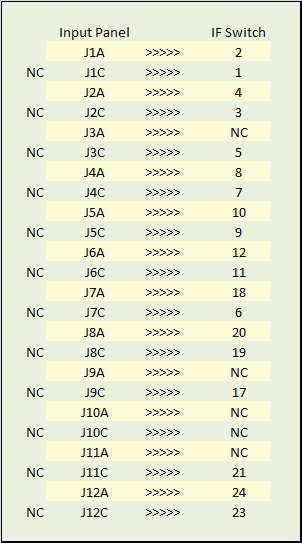 Input Panel IF Switch
J1A >>>>> 2
NC J1C >>>>> 1
J2A >>>>> 4
NC J2C >>>>> 3
J3A >>>>> NC
NC J3C >>>>> 5
J4A >>>>> 8
NC J4C >>>>> 7
J5A >>>>> 10
NC J5C >>>>> 9
J6A >>>>> 12
NC J6C >>>>> 11
J7A >>>>> 18
NC J7C >>>>> 6
J8A >>>>> 20
NC J8C >>>>> 19
J9A >>>>> NC
NC J9C >>>>> 17
J10A >>>>> NC
NC J10C >>>>> NC
J11A >>>>> NC
NC J11C >>>>> 21
J12A >>>>> 24
NC J12C >>>>> 23